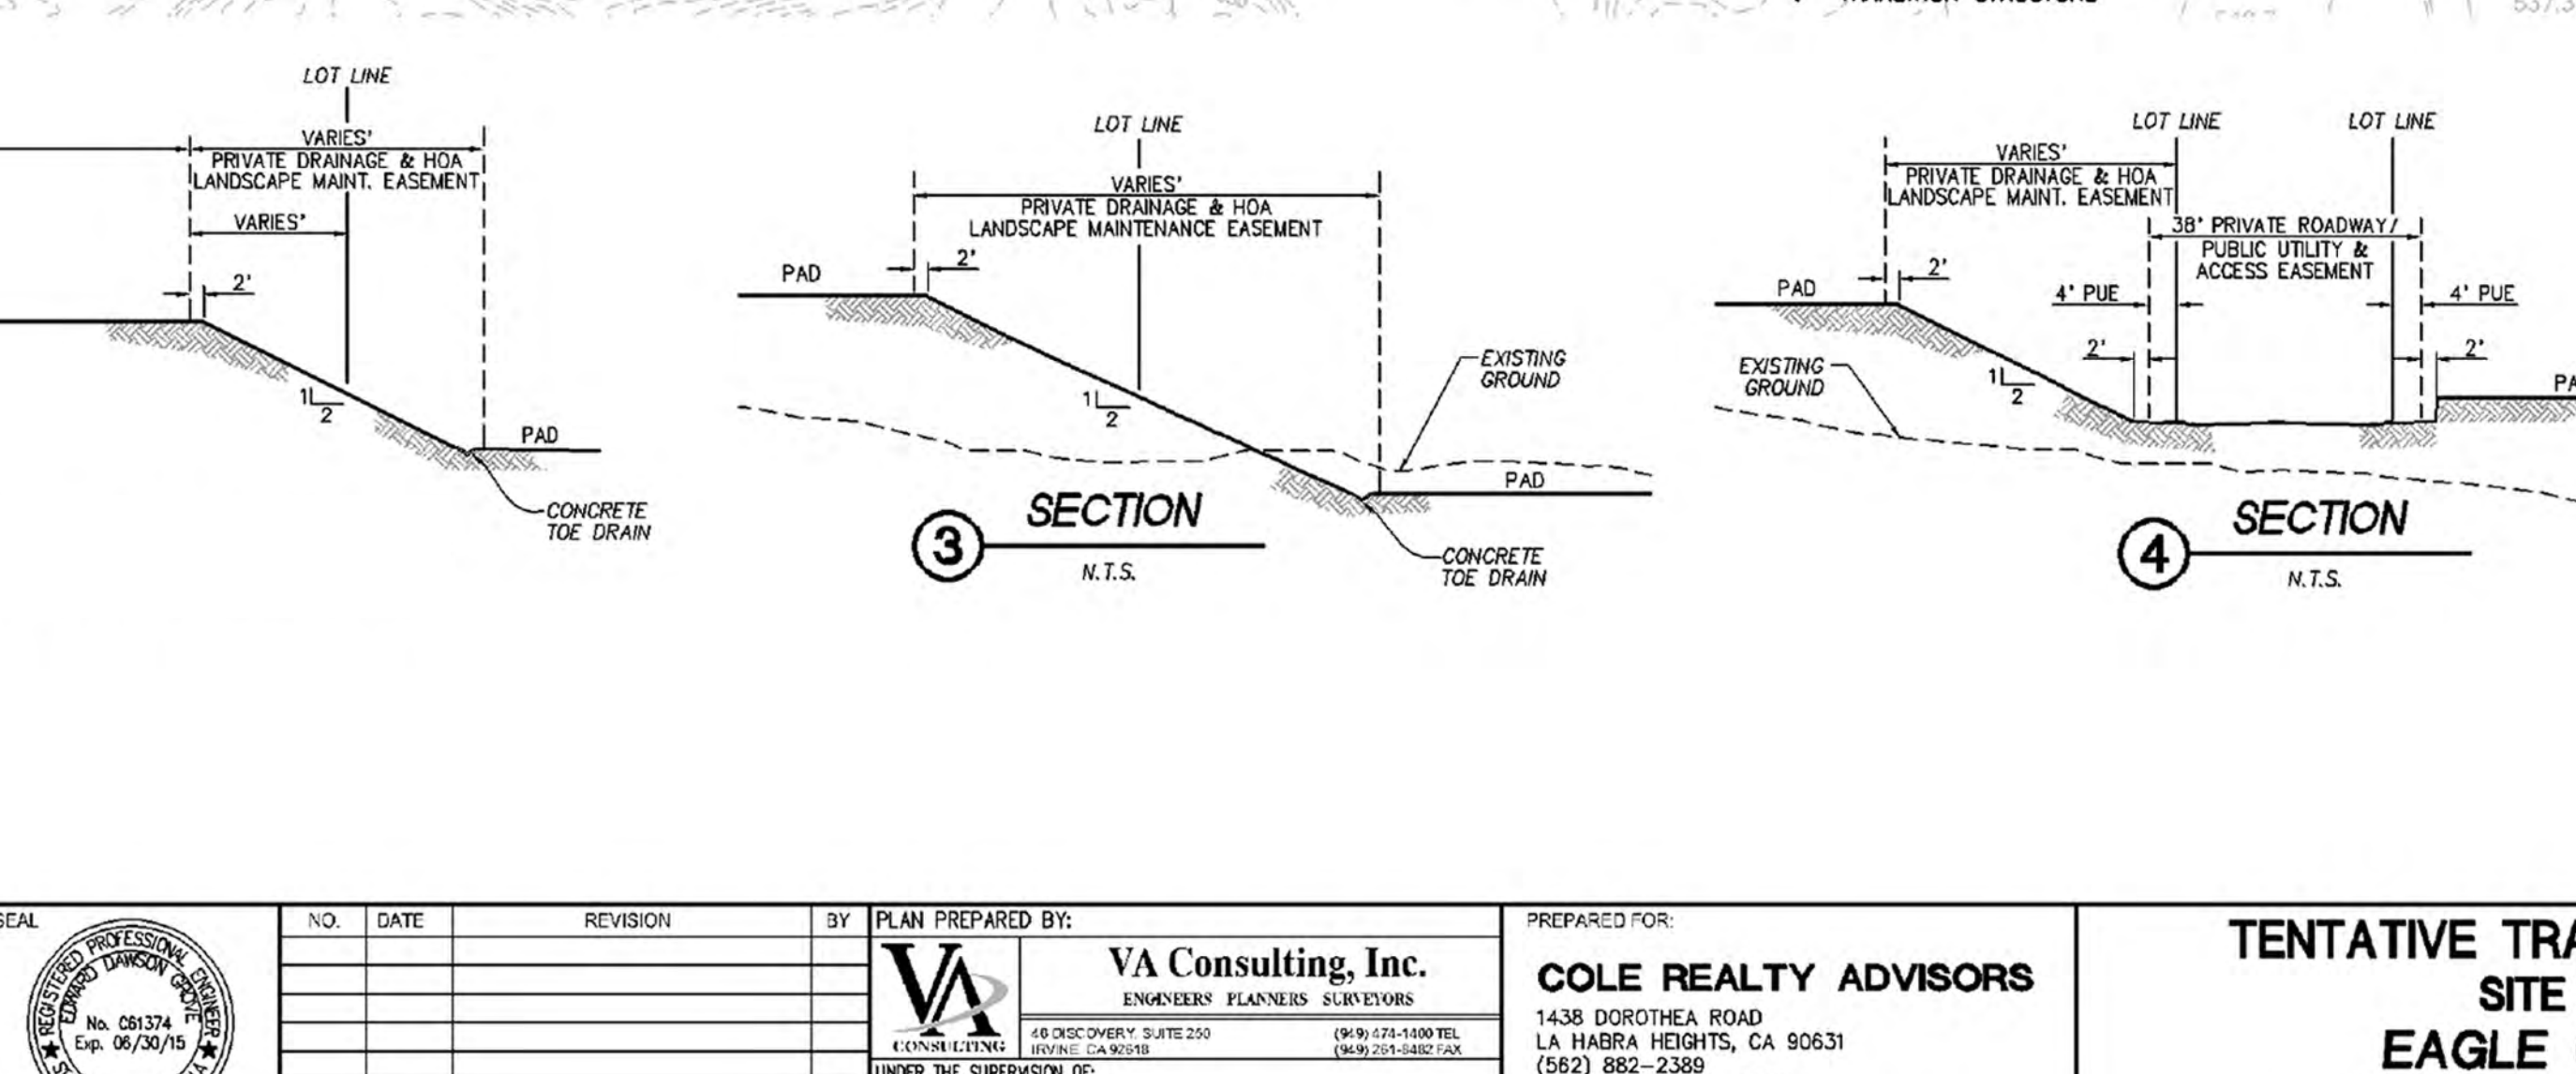 LOT LINE
VARIES'
PRIVATE DRAINAGE & HOA
LANDSCAPE MAINT. EASEMENT
VARIES'
2'
1
2
PAD
CONCRETE
TOE DRAIN
LOT LINE
VARIES'
PRIVATE DRAINAGE & HOA
LANDSCAPE MAINTENANCE EASEMENT
PAD
2'
EXISTING
GROUND
1
2
PAD
3
SECTION
N.T.S.
CONCRETE
TOE DRAIN
LOT LINE
LOT LINE
VARIES'
PRIVATE DRAINAGE & HOA
LANDSCAPE MAINT. EASEMENT
38' PRIVATE ROADWAY/
PUBLIC UTILITY &
ACCESS EASEMENT
PAD
2'
4' PUE
4' PUE
2'
2'
EXISTING
GROUND
1
2
PA
4
SECTION
N.T.S.
SEAL
REGISTERED PROFESSIONAL ENGINEER
EDWARD DAWSON GROVE
No. C61374
Exp. 06/30/15
NO. DATE REVISION BY
PLAN PREPARED BY:
VA
CONSULTING
VA Consulting, Inc.
ENGINEERS PLANNERS SURVEYORS
46 DISCOVERY, SUITE 250
IRVINE CA 92618
(949) 474-1400 TEL
(949) 261-8482 FAX
UNDER THE SUPERVISION OF:
PREPARED FOR:
COLE REALTY ADVISORS
1438 DOROTHEA ROAD
LA HABRA HEIGHTS, CA 90631
(562) 882-2389
TENTATIVE TRA
SITE
EAGLE